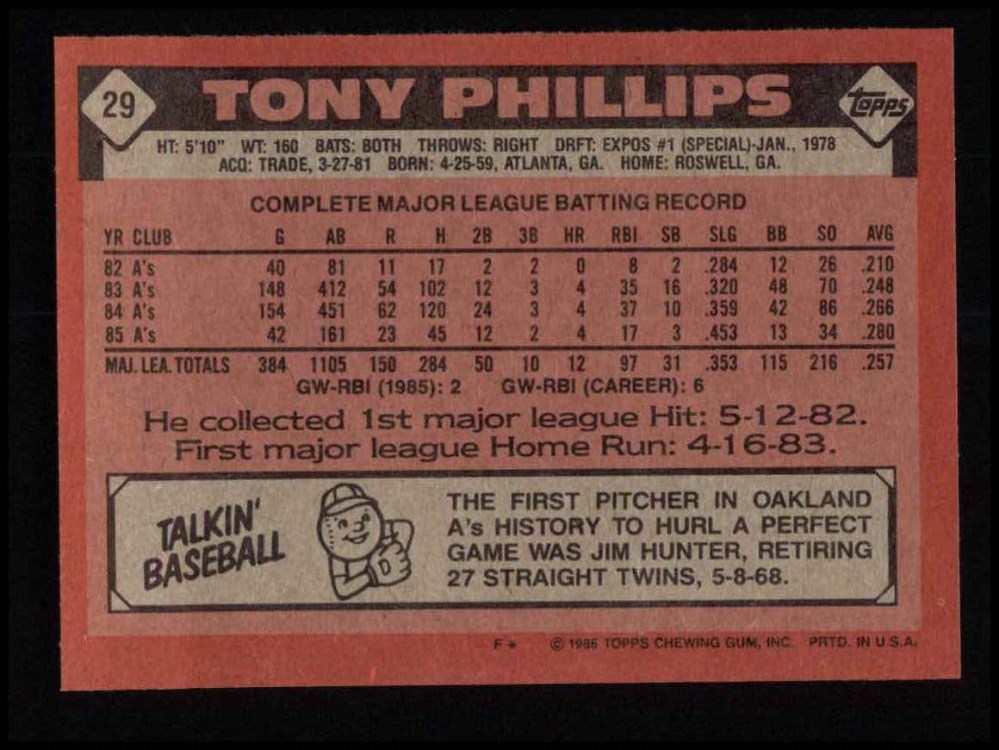 29 TONY PHILLIPS topps
HT: 5'10" WT: 160 BATS: BOTH THROWS: RIGHT DRFT: EXPOS #1 (SPECIAL)-JAN., 1978
ACQ: TRADE, 3-27-81 BORN: 4-25-59, ATLANTA, GA. HOME: ROSWELL, GA.
COMPLETE MAJOR LEAGUE BATTING RECORD
YR CLUB G AB R H 2B 3B HR RBI SB SLG BB SO AVG
82 A's 40 81 11 17 2 2 0 8 2 .284 12 26 .210
83 A's 148 412 54 102 12 3 4 35 16 .320 48 70 .248
84 A's 154 451 62 120 24 3 4 37 10 .359 42 86 .266
85 A's 42 161 23 45 12 2 4 17 3 .453 13 34 .280
MAJ. LEA. TOTALS 384 1105 150 284 50 10 12 97 31 .353 115 216 .257
GW-RBI (1985): 2 GW-RBI (CAREER): 6
He collected 1st major league Hit: 5-12-82.
First major league Home Run: 4-16-83.
TALKIN'
BASEBALL
THE FIRST PITCHER IN OAKLAND
A's HISTORY TO HURL A PERFECT
GAME WAS JIM HUNTER, RETIRING
27 STRAIGHT TWINS, 5-8-68.
F* © 1986 TOPPS CHEWING GUM, INC. PRTD. IN U.S.A.